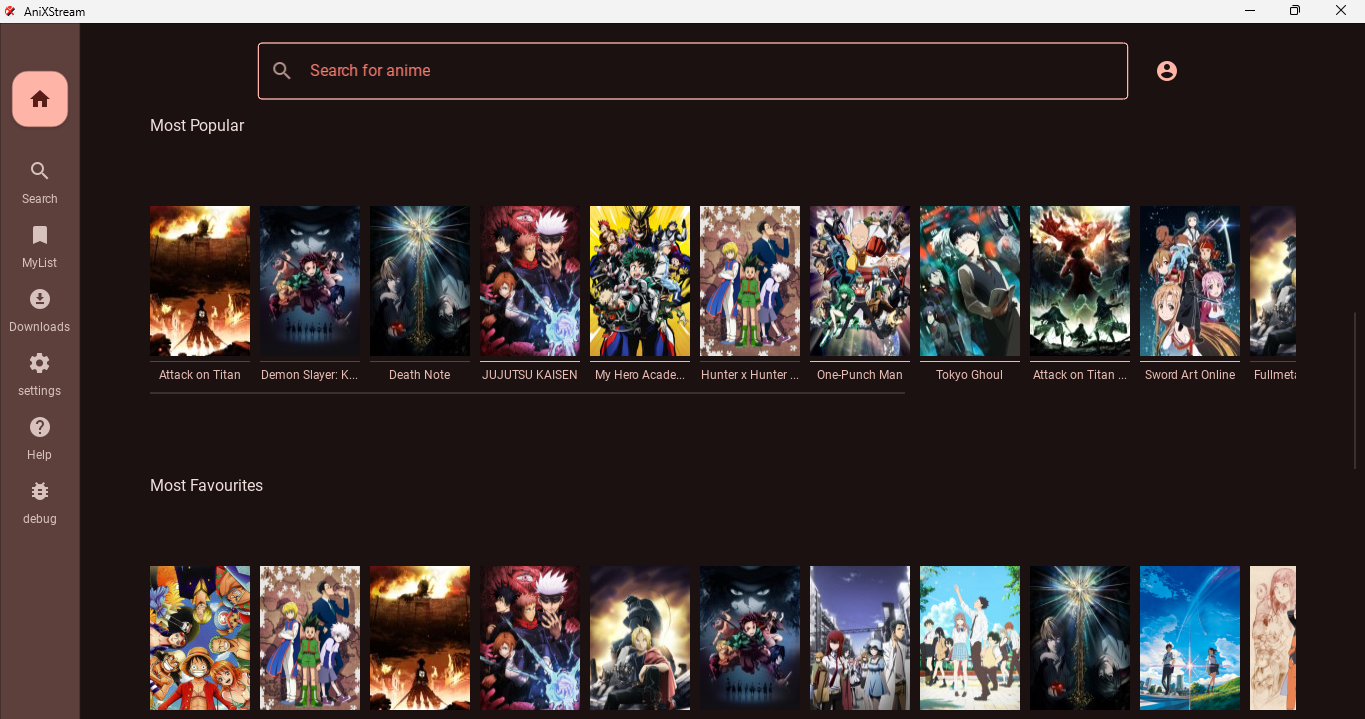 AniXStream
Search for anime
Most Popular
Search
MyList
Downloads
settings
Help
debug
Attack on Titan
Demon Slayer: K...
Death Note
JUJUTSU KAISEN
My Hero Acade...
Hunter x Hunter ...
One-Punch Man
Tokyo Ghoul
Attack on Titan ...
Sword Art Online
Fullmeta
Most Favourites